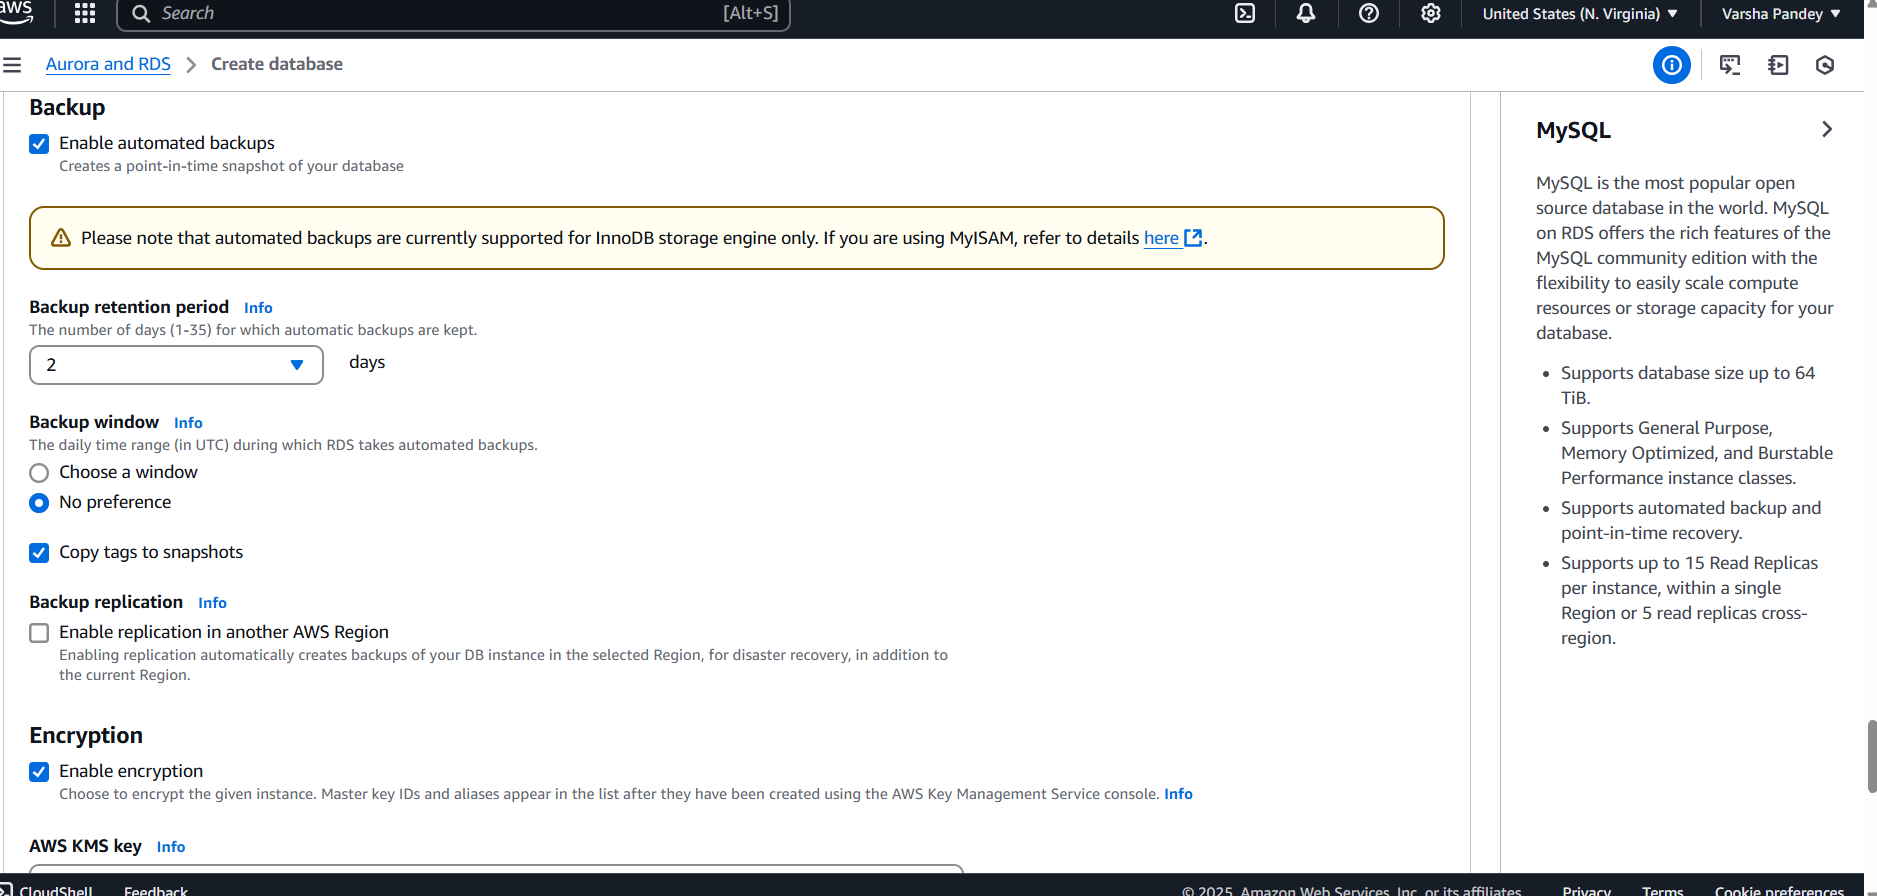 aws
Search
[Alt+S]
United States (N. Virginia)
Varsha Pandey
Aurora and RDS
Create database
Backup
Enable automated backups
Creates a point-in-time snapshot of your database
Please note that automated backups are currently supported for InnoDB storage engine only. If you are using MyISAM, refer to details here.
Backup retention period Info
The number of days (1-35) for which automatic backups are kept.
2
days
Backup window Info
The daily time range (in UTC) during which RDS takes automated backups.
Choose a window
No preference
Copy tags to snapshots
Backup replication Info
Enable replication in another AWS Region
Enabling replication automatically creates backups of your DB instance in the selected Region, for disaster recovery, in addition to
the current Region.
Encryption
Enable encryption
Choose to encrypt the given instance. Master key IDs and aliases appear in the list after they have been created using the AWS Key Management Service console. Info
AWS KMS key Info
MySQL
MySQL is the most popular open
source database in the world. MySQL
on RDS offers the rich features of the
MySQL community edition with the
flexibility to easily scale compute
resources or storage capacity for your
database.
• Supports database size up to 64
TiB.
• Supports General Purpose,
Memory Optimized, and Burstable
Performance instance classes.
• Supports automated backup and
point-in-time recovery.
• Supports up to 15 Read Replicas
per instance, within a single
Region or 5 read replicas cross-
region.
CloudShell
Feedback
© 2025, Amazon Web Services, Inc. or its affiliates.
Privacy
Terms
Cookie preferences